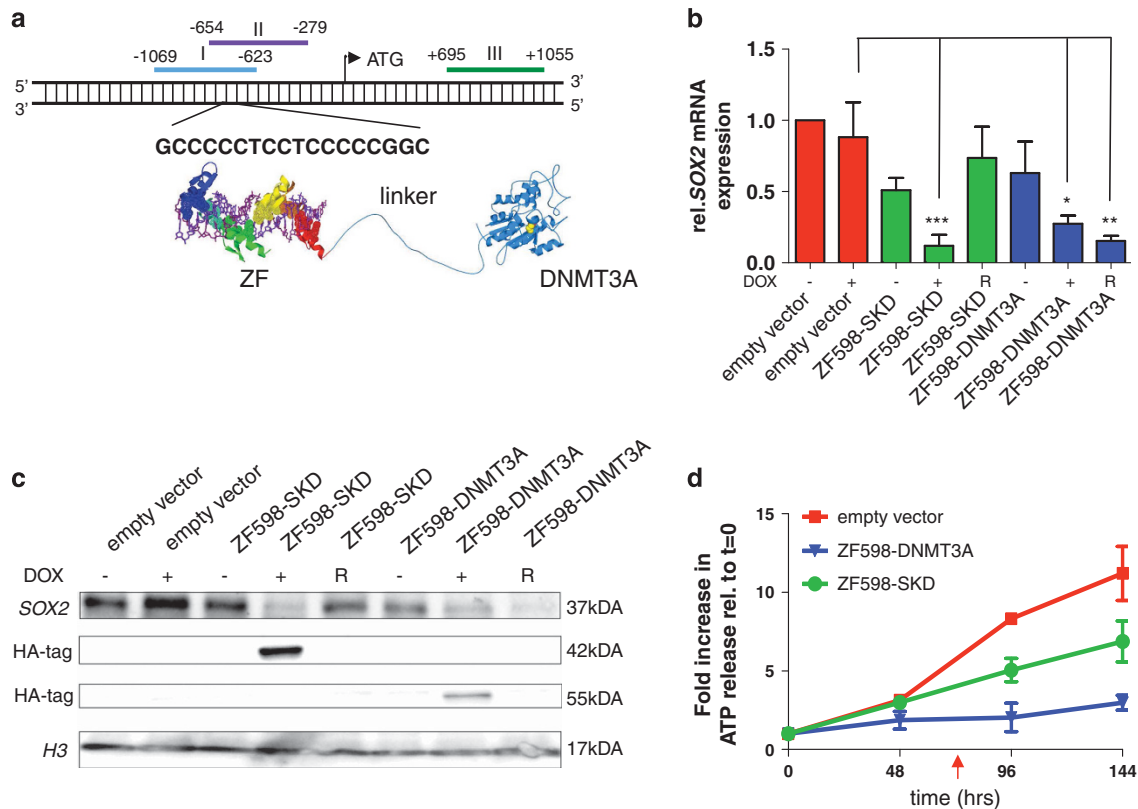 a
-654 II -279
-1069 I -623
ATG
+695 III +1055
5' 3'
3' 5'
GCCCCCTCCTCCCCCGGC
linker
ZF
DNMT3A
b
rel.SOX2 mRNA
expression
1.0
0.5
0.0
*** * **
DOX - + - + R - + R
empty vector
empty vector
ZF598-SKD
ZF598-SKD
ZF598-SKD
ZF598-DNMT3A
ZF598-DNMT3A
ZF598-DNMT3A
c
empty vector
empty vector
ZF598-SKD
ZF598-SKD
ZF598-SKD
ZF598-DNMT3A
ZF598-DNMT3A
ZF598-DNMT3A
DOX - + - + R - + R
SOX2 37kDA
HA-tag 42kDA
HA-tag 55kDA
H3 17kDA
d
Fold increase in
ATP release rel. to t=0
15
10
5
0
empty vector
ZF598-DNMT3A
ZF598-SKD
0 48 96 144
time (hrs)